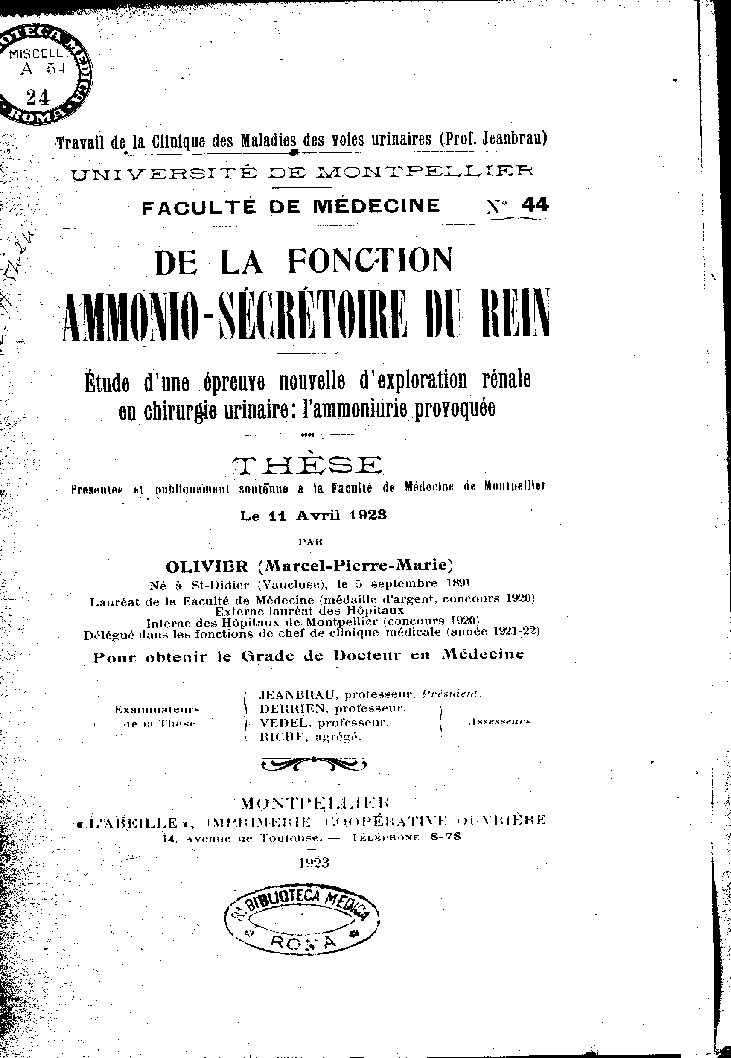 BIBLIOTECA MEDICA
MISCELL.
A 54
24
ROMA
Travail de la Clinique des Maladies des voies urinaires (Prof. Jeanbrau)
UNIVERSITÉ DE MONTPELLIER
FACULTÉ DE MÉDECINE N° 44
DE LA FONCTION
AMMONIO-SÉCRÉTOIRE DU REIN
Étude d'une épreuve nouvelle d'exploration rénale
en chirurgie urinaire: l'ammoniurie provoquée
THÈSE
Présentée et publiquement soutenue à la Faculté de Médecine de Montpellier
Le 11 Avril 1923
PAR
OLIVIER (Marcel-Pierre-Marie)
Né à St-Didier (Vaucluse), le 5 septembre 1891
Lauréat de la Faculté de Médecine (médaille d'argent, concours 1920)
Externe lauréat des Hôpitaux
Interne des Hôpitaux de Montpellier (concours 1920)
Délégué dans les fonctions de chef de clinique médicale (année 1921-22)
Pour obtenir le Grade de Docteur en Médecine
Examinateurs de la Thèse
JEANBRAU, professeur, Président.
DERRIEN, professeur.
VEDEL, professeur.
RICHE, agrégé.
Assesseurs
MONTPELLIER
« L'ABEILLE », IMPRIMERIE COOPÉRATIVE OUVRIÈRE
14, Avenue de Toulouse. — TÉLÉPHONE 8-78
1923
R. BIBLIOTECA MEDICA
ROMA